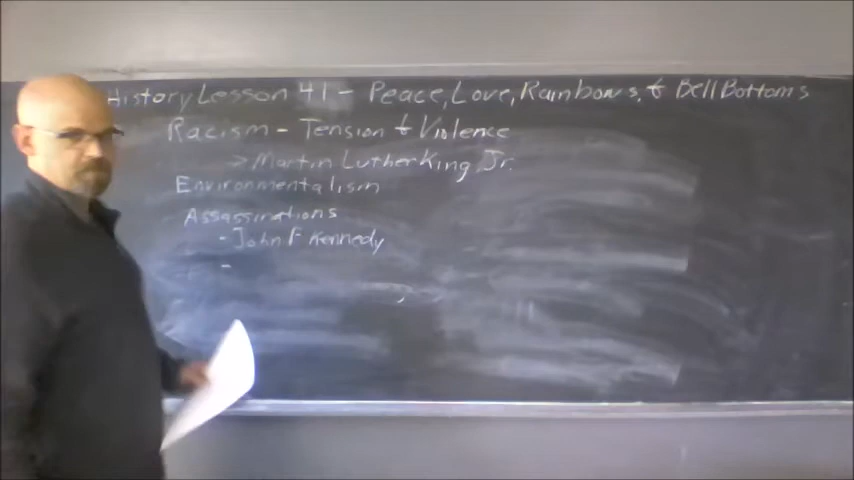 History Lesson 41 - Peace, Love, Rainbows, & Bell Bottoms
Racism - Tension & Violence
> Martin Luther King, Jr.
Environmentalism
Assassinations
- John F Kennedy
-